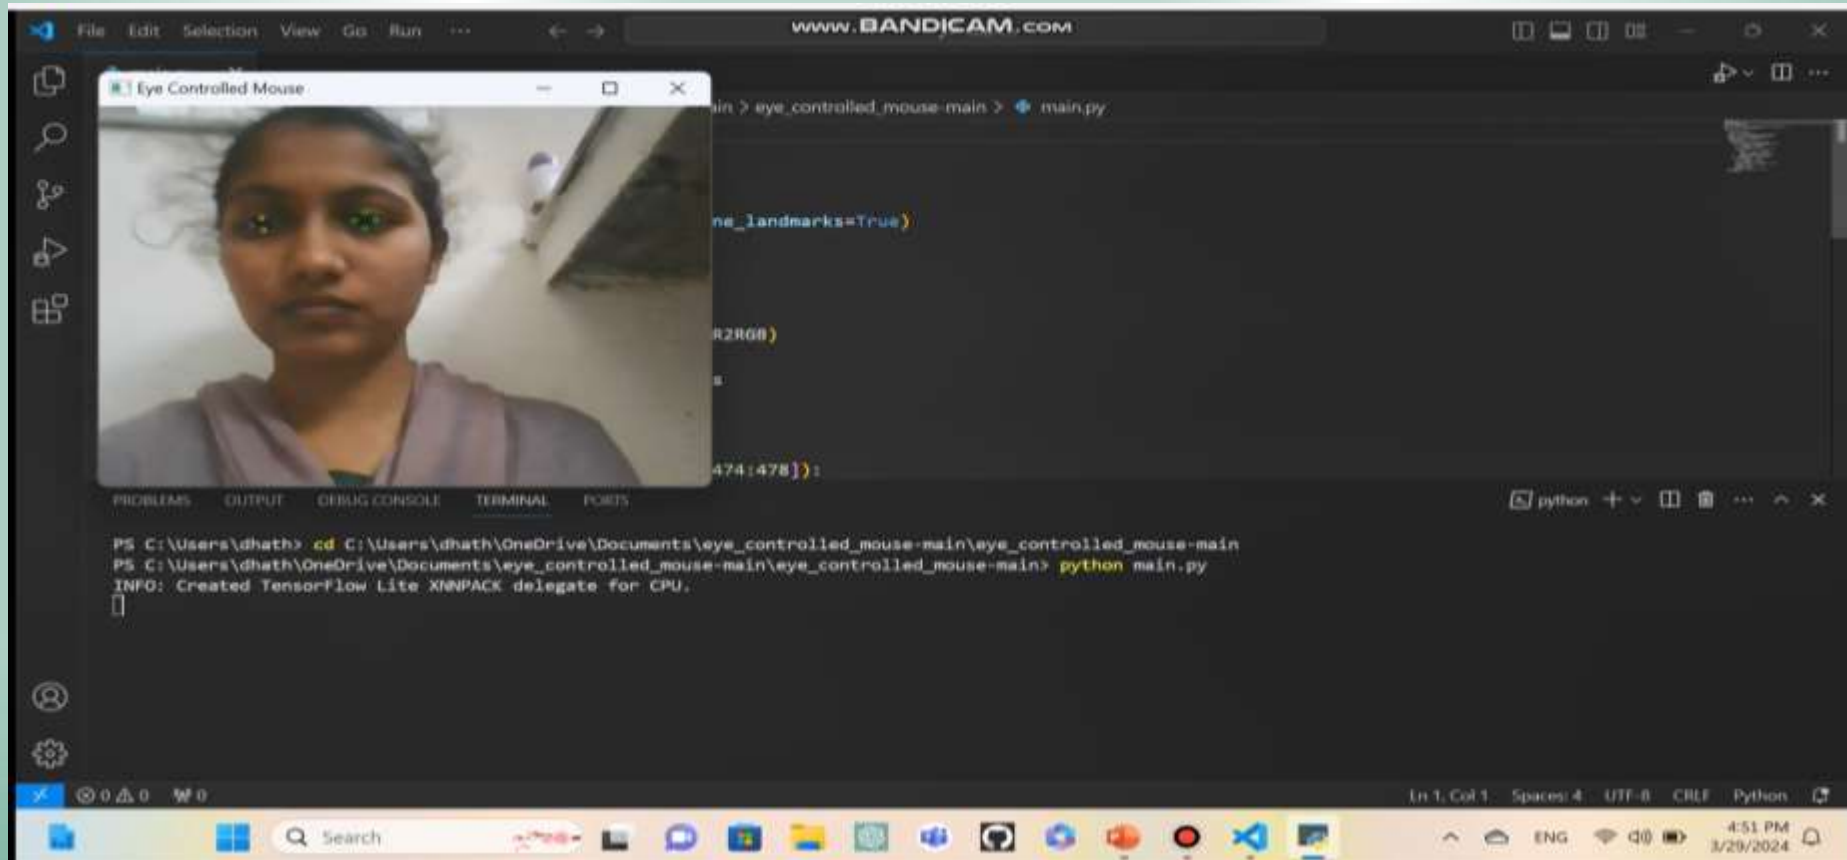 File Edit Selection View Go Run ...
www.BANDICAM.com
Eye Controlled Mouse
ain > eye_controlled_mouse-main > main.py
ne_landmarks=True)
R2RGB)
s
474:478]):
PROBLEMS OUTPUT DEBUG CONSOLE TERMINAL PORTS
python
PS C:\Users\dhath> cd C:\Users\dhath\OneDrive\Documents\eye_controlled_mouse-main\eye_controlled_mouse-main
PS C:\Users\dhath\OneDrive\Documents\eye_controlled_mouse-main\eye_controlled_mouse-main> python main.py
INFO: Created TensorFlow Lite XNNPACK delegate for CPU.
0 0 0 Ln 1, Col 1 Spaces: 4 UTF-8 CRLF Python
Search ENG 4:51 PM
3/29/2024